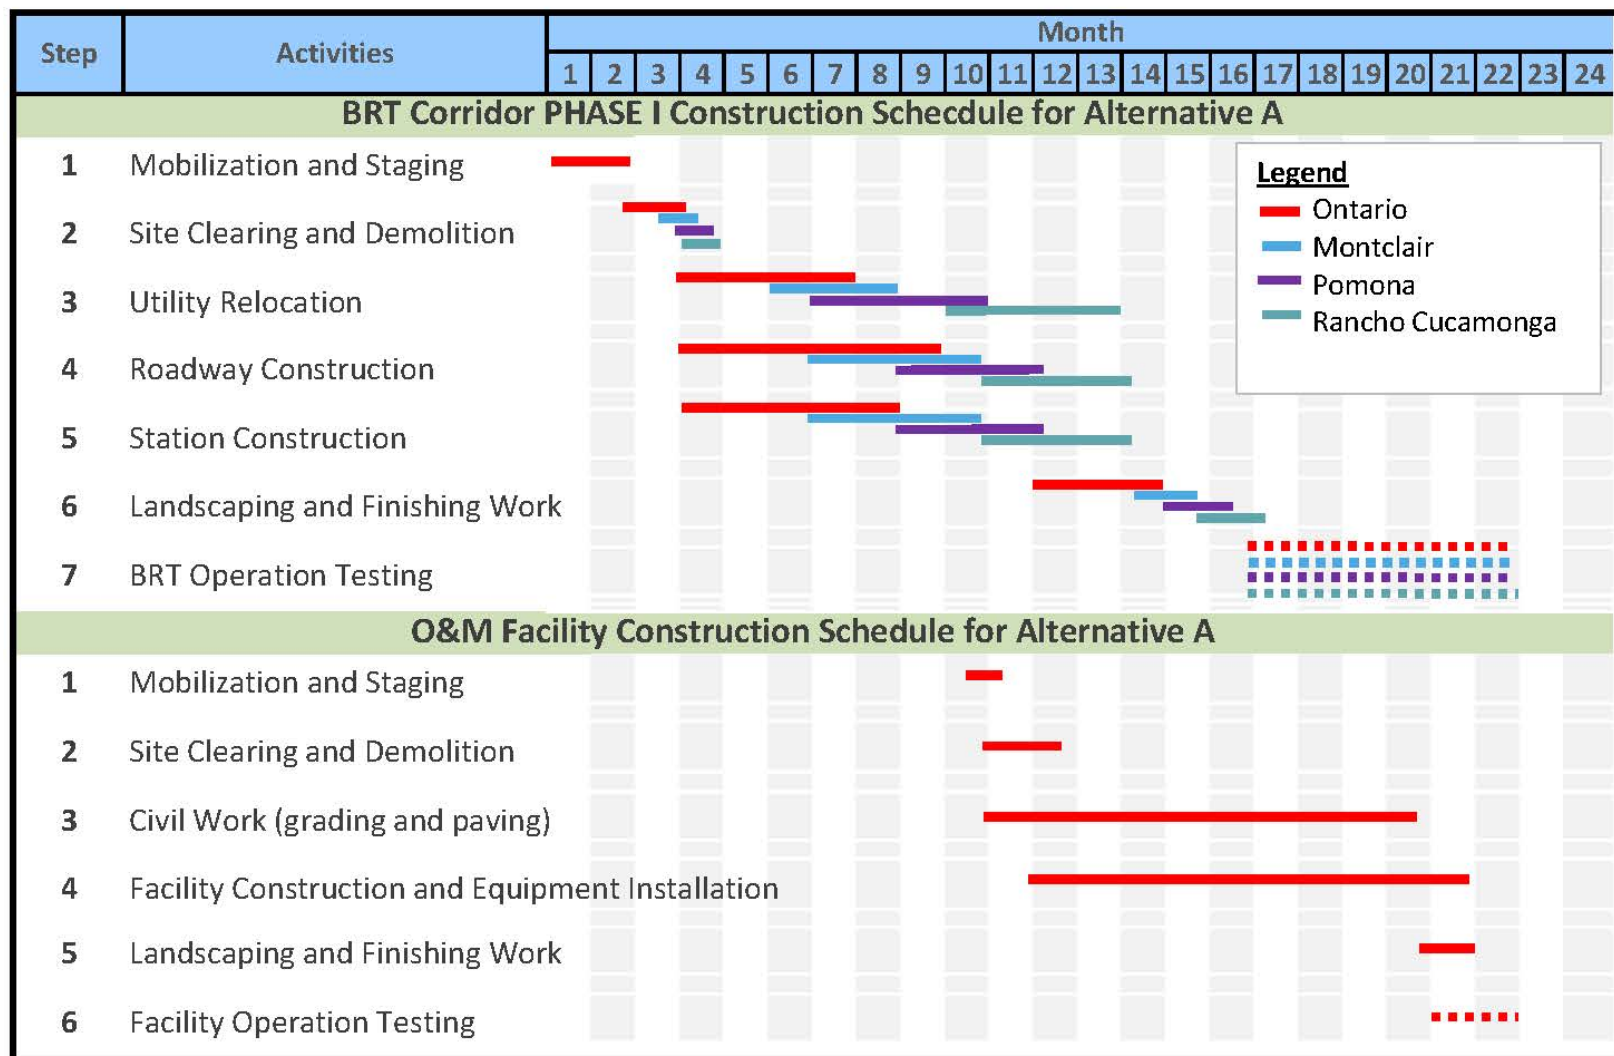 Step Activities Month
1 2 3 4 5 6 7 8 9 10 11 12 13 14 15 16 17 18 19 20 21 22 23 24
BRT Corridor PHASE I Construction Schecdule for Alternative A
1 Mobilization and Staging
2 Site Clearing and Demolition
3 Utility Relocation
4 Roadway Construction
5 Station Construction
6 Landscaping and Finishing Work
7 BRT Operation Testing
Legend
Ontario
Montclair
Pomona
Rancho Cucamonga
O&M Facility Construction Schedule for Alternative A
1 Mobilization and Staging
2 Site Clearing and Demolition
3 Civil Work (grading and paving)
4 Facility Construction and Equipment Installation
5 Landscaping and Finishing Work
6 Facility Operation Testing